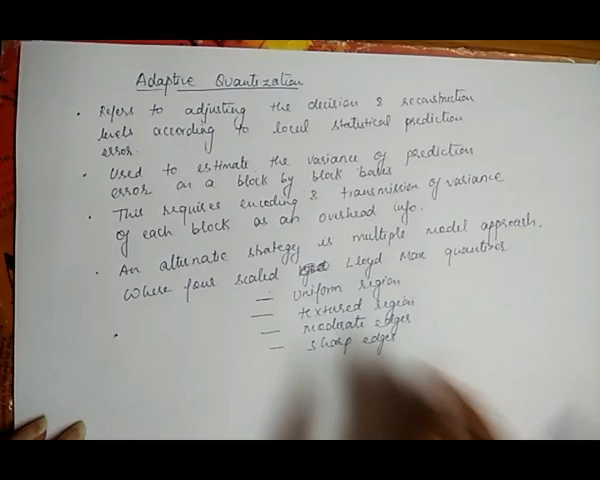 Adaptive Quantization
. Refers to adjusting the decision & reconstruction
levels according to local statistical prediction
error.
. Used to estimate the variance of prediction
error on a block by block basis
. This requires encoding & transmission of variance
of each block as an overhead info.
. An alternatic strategy is multiple model approach.
Where four scaled Lloyd Max quantizers
— Uniform region
— textured region
— moderate edges
— sharp edges
.